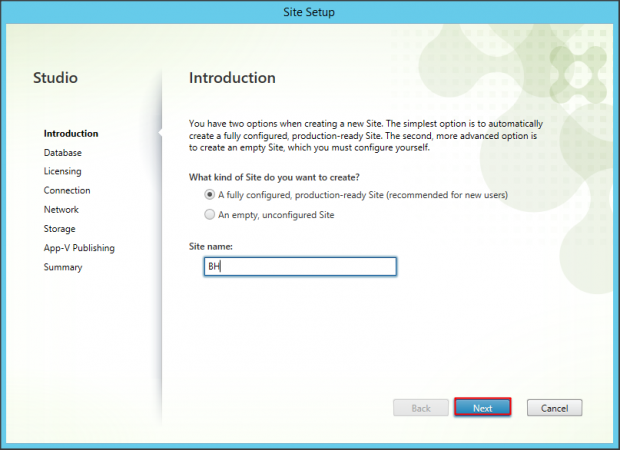 Site Setup
Studio
Introduction
Database
Licensing
Connection
Network
Storage
App-V Publishing
Summary
Introduction
You have two options when creating a new Site. The simplest option is to automatically
create a fully configured, production-ready Site. The second, more advanced option is
to create an empty Site, which you must configure yourself.
What kind of Site do you want to create?
A fully configured, production-ready Site (recommended for new users)
An empty, unconfigured Site
Site name:
BH
Back
Next
Cancel